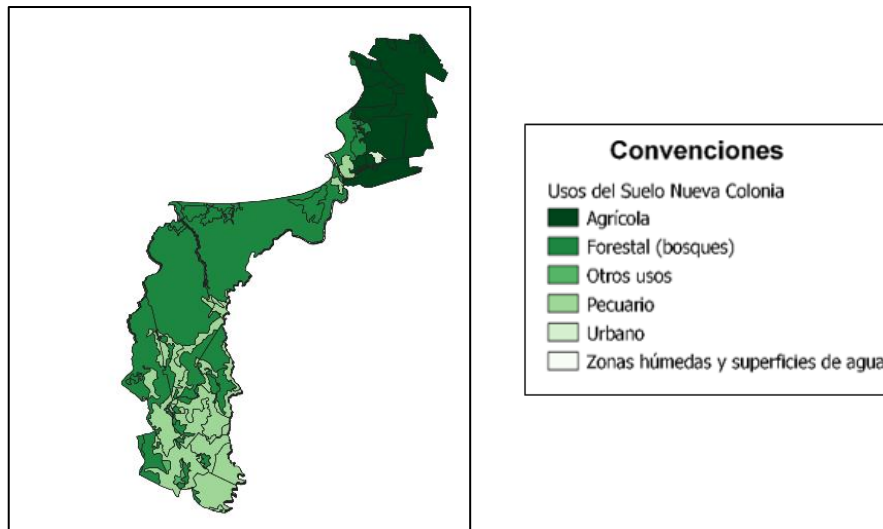 Convenciones
Usos del Suelo Nueva Colonia
Agrícola
Forestal (bosques)
Otros usos
Pecuario
Urbano
Zonas húmedas y superficies de agua